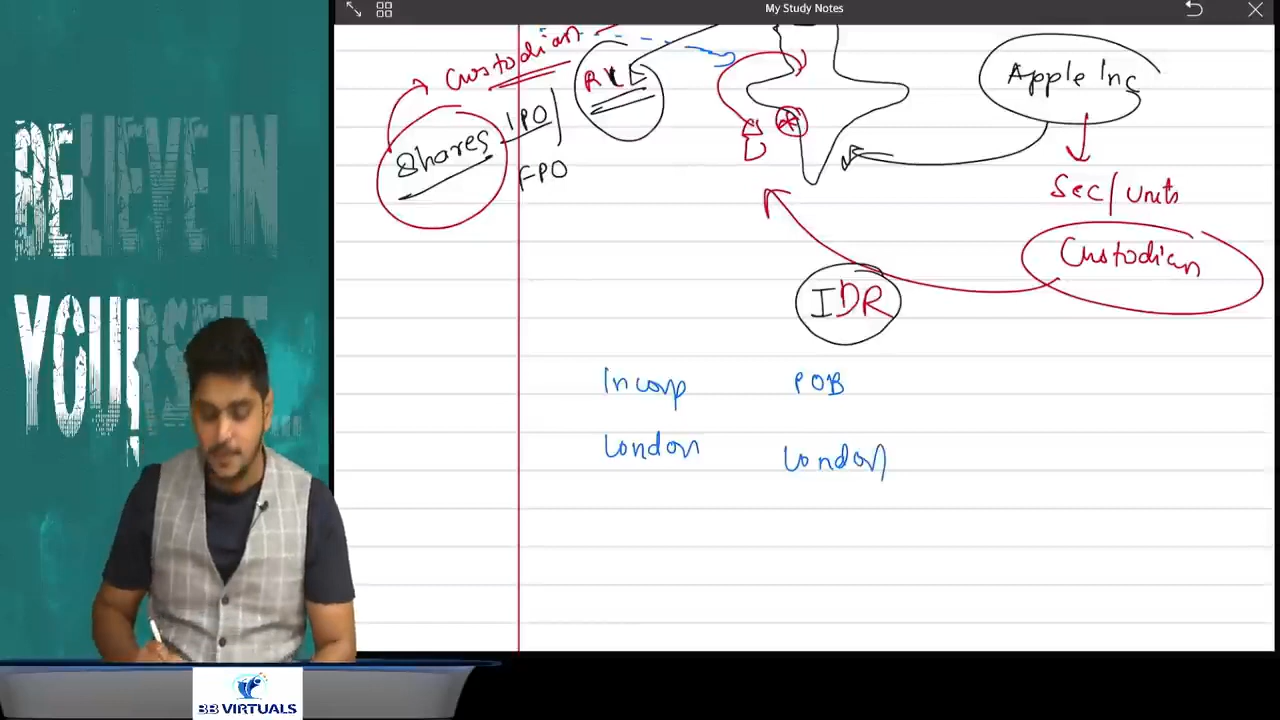 My Study Notes
BELIEVE IN
YOURSELF
Custodian
Shares
IPO
FPO
RIL
Apple Inc
Sec/Units
Custodian
IDR
Incorp POB
London London
BB VIRTUALS